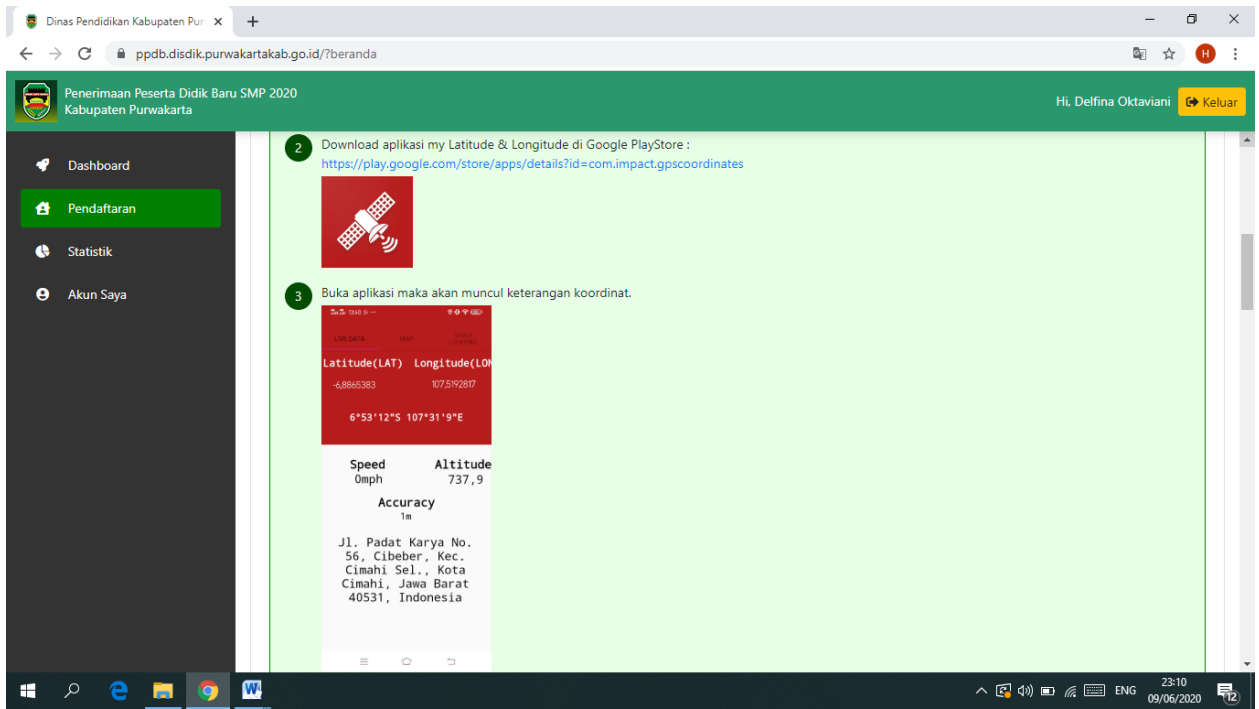 Dinas Pendidikan Kabupaten Pur
ppdb.disdik.purwakartakab.go.id/?beranda
H
Penerimaan Peserta Didik Baru SMP 2020
Kabupaten Purwakarta
Hi, Delfina Oktaviani
Keluar
Dashboard
Pendaftaran
Statistik
Akun Saya
2
Download aplikasi my Latitude & Longitude di Google PlayStore :
https://play.google.com/store/apps/details?id=com.impact.gpscoordinates
3
Buka aplikasi maka akan muncul keterangan koordinat.
LIVE DATA MAP
Latitude(LAT) Longitude(LON
-6,8865383 107,5192817
6°53'12"S 107°31'9"E
Speed Altitude
0mph 737,9
Accuracy
1m
Jl. Padat Karya No.
56, Cibeber, Kec.
Cimahi Sel., Kota
Cimahi, Jawa Barat
40531, Indonesia
ENG
23:10
09/06/2020
12